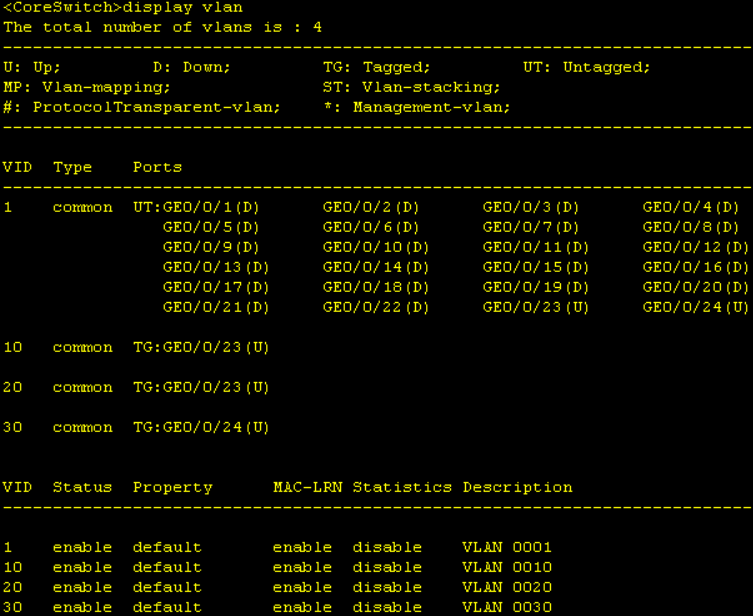 <CoreSwitch>display vlan
The total number of vlans is : 4
--------------------------------------------------------------------------------
U: Up;         D: Down;         TG: Tagged;         UT: Untagged;
MP: Vlan-mapping;               ST: Vlan-stacking;
#: ProtocolTransparent-vlan;    *: Management-vlan;
--------------------------------------------------------------------------------
VID  Type    Ports
--------------------------------------------------------------------------------
1    common  UT:GE0/0/1(D)      GE0/0/2(D)      GE0/0/3(D)      GE0/0/4(D)
                GE0/0/5(D)      GE0/0/6(D)      GE0/0/7(D)      GE0/0/8(D)
                GE0/0/9(D)      GE0/0/10(D)     GE0/0/11(D)     GE0/0/12(D)
                GE0/0/13(D)     GE0/0/14(D)     GE0/0/15(D)     GE0/0/16(D)
                GE0/0/17(D)     GE0/0/18(D)     GE0/0/19(D)     GE0/0/20(D)
                GE0/0/21(D)     GE0/0/22(D)     GE0/0/23(U)     GE0/0/24(U)
10   common  TG:GE0/0/23(U)
20   common  TG:GE0/0/23(U)
30   common  TG:GE0/0/24(U)
VID  Status  Property      MAC-LRN Statistics Description
--------------------------------------------------------------------------------
1    enable  default       enable  disable    VLAN 0001
10   enable  default       enable  disable    VLAN 0010
20   enable  default       enable  disable    VLAN 0020
30   enable  default       enable  disable    VLAN 0030